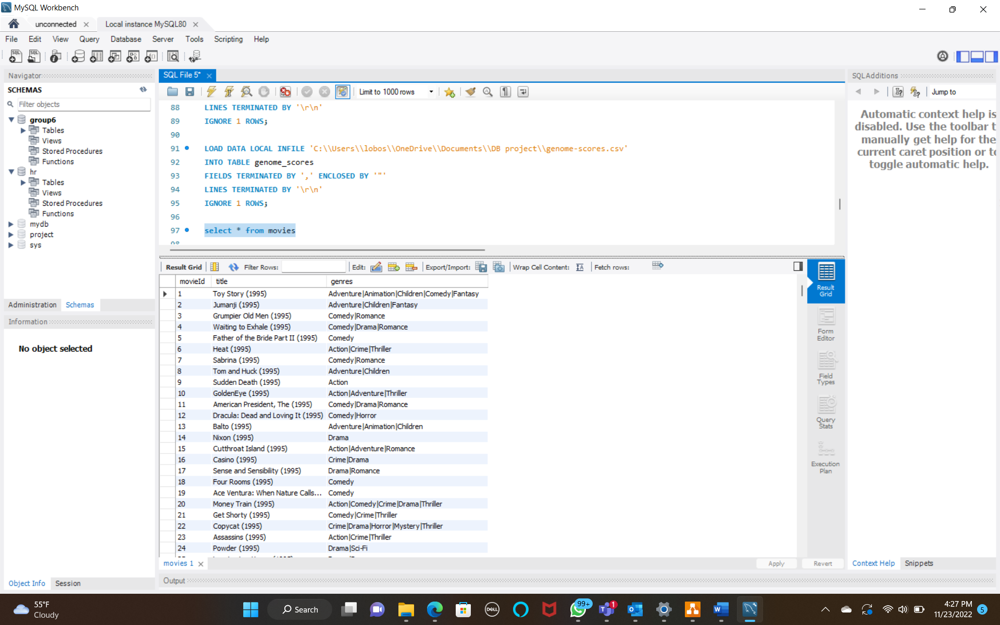 MySQL Workbench
unconnected
Local instance MySQL80
File Edit View Query Database Server Tools Scripting Help
Navigator
SCHEMAS
Filter objects
group6
Tables
Views
Stored Procedures
Functions
hr
Tables
Views
Stored Procedures
Functions
mydb
project
sys
Administration Schemas
Information
No object selected
Object Info Session
SQL File 5*
Limit to 1000 rows
88 LINES TERMINATED BY '\r\n'
89 IGNORE 1 ROWS;
90
91 LOAD DATA LOCAL INFILE 'C:\\Users\\lobos\\OneDrive\\Documents\\DB project\\genome-scores.csv'
92 INTO TABLE genome_scores
93 FIELDS TERMINATED BY ',' ENCLOSED BY '"'
94 LINES TERMINATED BY '\r\n'
95 IGNORE 1 ROWS;
96
97 select * from movies
98
Result Grid Filter Rows: Edit: Export/Import: Wrap Cell Content: Fetch rows:
movieId title genres
1 Toy Story (1995) Adventure|Animation|Children|Comedy|Fantasy
2 Jumanji (1995) Adventure|Children|Fantasy
3 Grumpier Old Men (1995) Comedy|Romance
4 Waiting to Exhale (1995) Comedy|Drama|Romance
5 Father of the Bride Part II (1995) Comedy
6 Heat (1995) Action|Crime|Thriller
7 Sabrina (1995) Comedy|Romance
8 Tom and Huck (1995) Adventure|Children
9 Sudden Death (1995) Action
10 GoldenEye (1995) Action|Adventure|Thriller
11 American President, The (1995) Comedy|Drama|Romance
12 Dracula: Dead and Loving It (1995) Comedy|Horror
13 Balto (1995) Adventure|Animation|Children
14 Nixon (1995) Drama
15 Cutthroat Island (1995) Action|Adventure|Romance
16 Casino (1995) Crime|Drama
17 Sense and Sensibility (1995) Drama|Romance
18 Four Rooms (1995) Comedy
19 Ace Ventura: When Nature Calls... Comedy
20 Money Train (1995) Action|Comedy|Crime|Drama|Thriller
21 Get Shorty (1995) Comedy|Crime|Thriller
22 Copycat (1995) Crime|Drama|Horror|Mystery|Thriller
23 Assassins (1995) Action|Crime|Thriller
24 Powder (1995) Drama|Sci-Fi
movies 1
Apply Revert
Output
Result
Grid
Form
Editor
Field
Types
Query
Stats
Execution
Plan
SQLAdditions
Jump to
Automatic context help is
disabled. Use the toolbar t
manually get help for the
current caret position or to
toggle automatic help.
Context Help Snippets
55°F
Cloudy
Search
DELL
99+
1
4:27 PM
11/23/2022
5